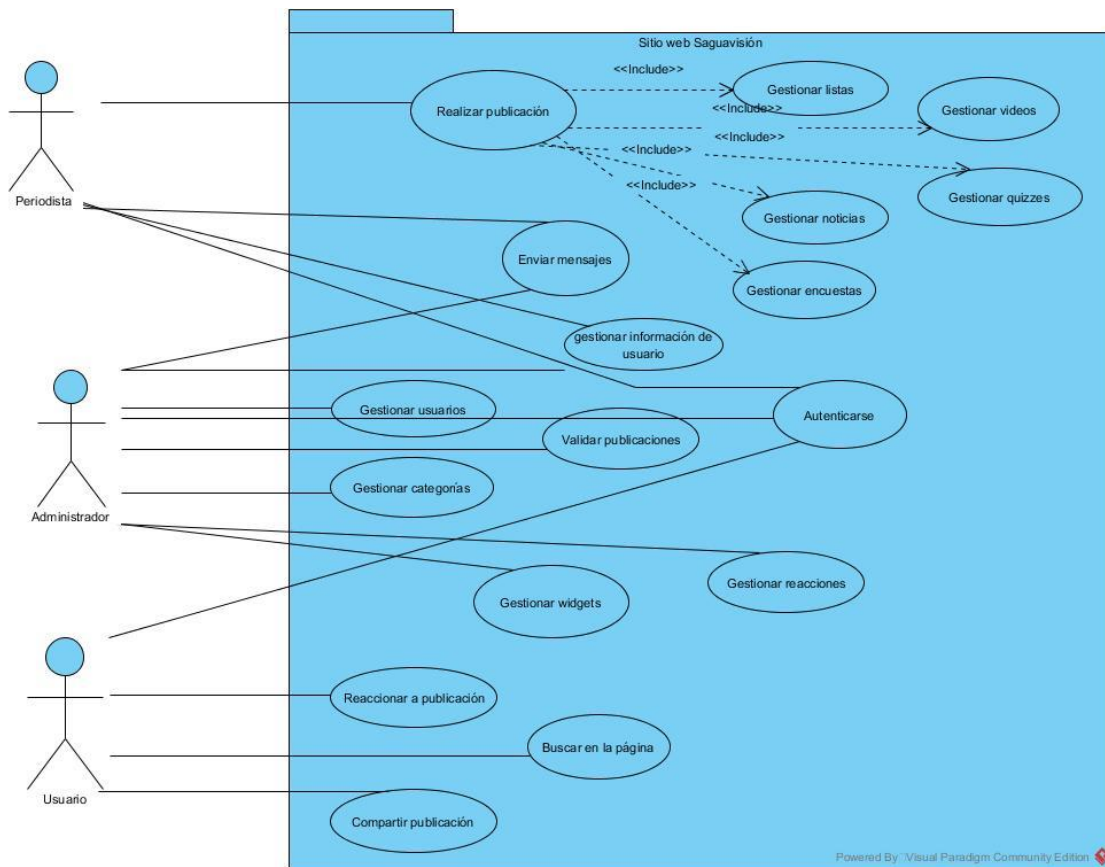 Sitio web Saguavisión
<<Include>>
Gestionar listas
Realizar publicación
<<Include>>
Gestionar videos
<<Include>>
<<Include>>
<<Include>>
Periodista
Gestionar quizzes
Gestionar noticias
Enviar mensajes
Gestionar encuestas
gestionar información de
usuario
Gestionar usuarios
Autenticarse
Validar publicaciones
Gestionar categorías
Administrador
Gestionar reacciones
Gestionar widgets
Reaccionar a publicación
Buscar en la página
Usuario
Compartir publicación
Powered By Visual Paradigm Community Edition